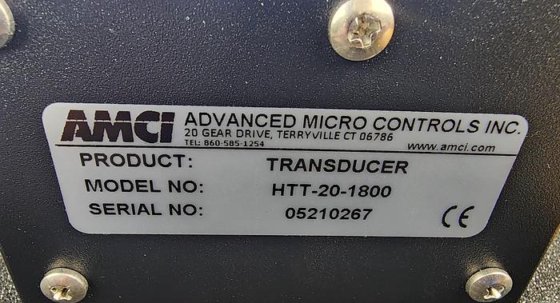 AMCI ADVANCED MICRO CONTROLS INC.
20 GEAR DRIVE, TERRYVILLE CT 06786
TEL: 860-585-1254 www.amci.com
PRODUCT: TRANSDUCER
MODEL NO: HTT-20-1800
SERIAL NO: 05210267 CE